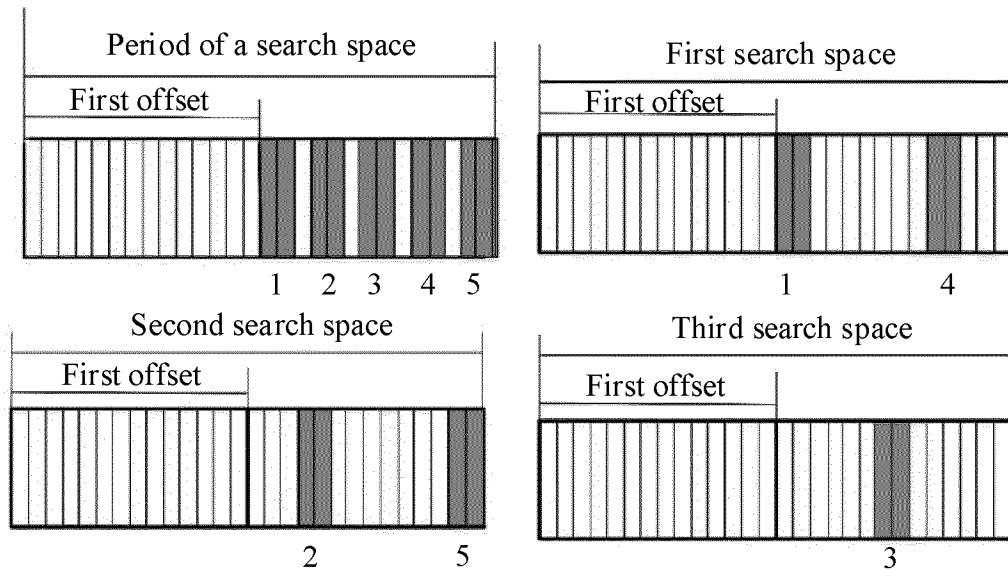 Period of a search space
First offset
1 2 3 4 5
First search space
First offset
1 4
Second search space
First offset
2 5
Third search space
First offset
3